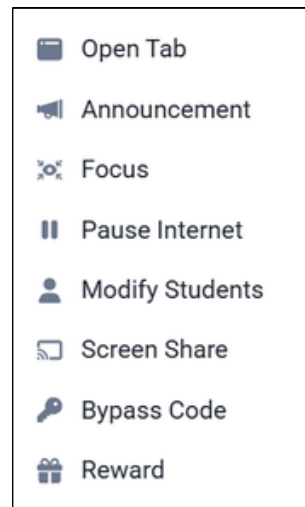 Open Tab
Announcement
Focus
Pause Internet
Modify Students
Screen Share
Bypass Code
Reward